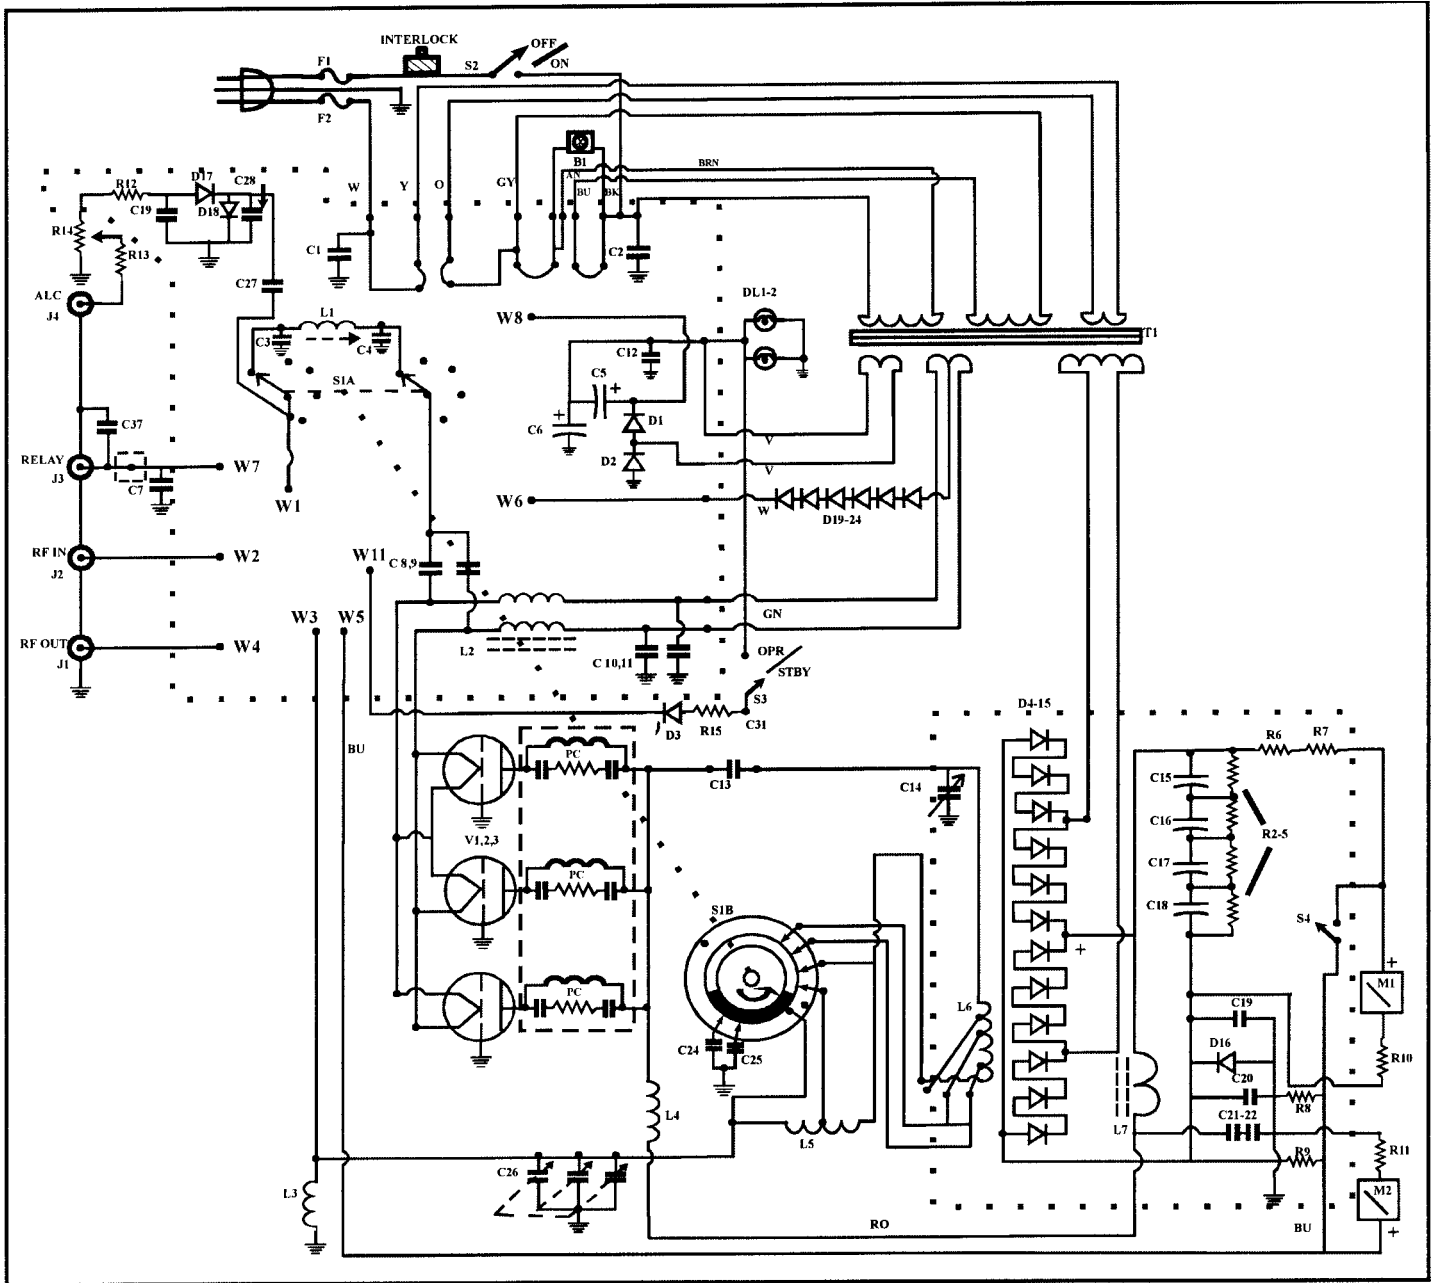 INTERLOCK
F1
S2
OFF
ON
F2
B1
BRN
W
Y
O
GY
BU
BK
R12
D17
C28
C19
D18
R14
R13
C1
C2
ALC
J4
C27
L1
C3
C4
S1A
W8
DL1-2
T1
C12
C5
+
C6
+
D1
D2
V
V
C37
RELAY
J3
C7
W7
W1
W6
W
D19-24
RF IN
J2
W2
W11
C 8,9
GN
W3
W5
RF OUT
J1
W4
L2
C 10,11
OPR
STBY
S3
C31
D3
R15
D4-15
BU
PC
V1,2,3
PC
PC
C13
C14
R6
R7
C15
C16
C17
C18
R2-5
S4
S1B
+
+
M1
L6
C19
D16
C20
R10
C24
C25
R8
C21-22
L4
L5
L7
R9
R11
C26
L3
M2
+
RO
BU